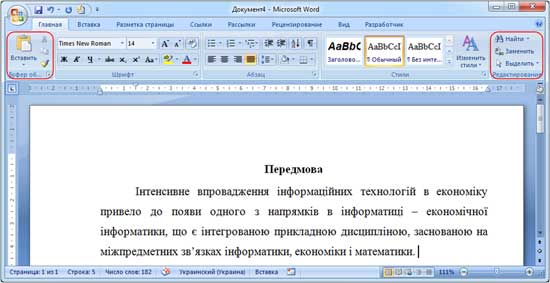 Документ4 - Microsoft Word
Главная Вставка Разметка страницы Ссылки Рассылки Рецензирование Вид Разработчик
Times New Roman 14 AaBbC AaBbCcI AaBbCcI Найти
Вставить Заголово... ¶ Обычный ¶ Без инте... Изменить стили Заменить
Выделить
Буфер об... Шрифт Абзац Стили Редактирование
Передмова
Інтенсивне впровадження інформаційних технологій в економіку
привело до появи одного з напрямків в інформатиці – економічної
інформатики, що є інтегрованою прикладною дисципліною, заснованою на
міжпредметних зв’язках інформатики, економіки і математики.
Страница: 1 из 1 Строка: 5 Число слов: 182 Украинский (Украина) Вставка 111%